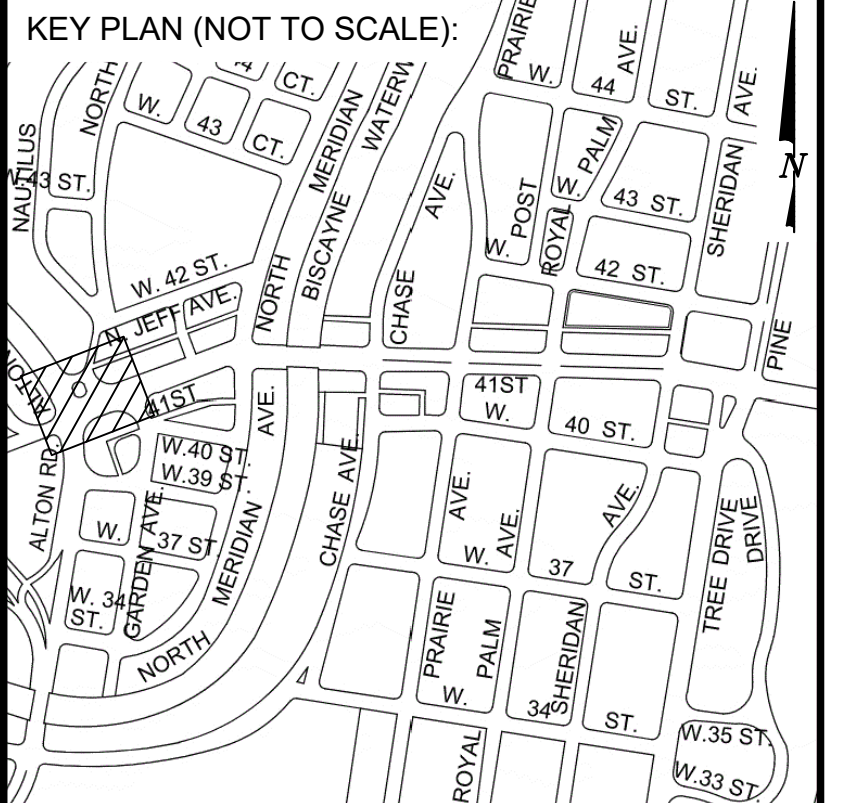 KEY PLAN (NOT TO SCALE):
PRAIRIE
W.
44
AVE.
ST.
AVE.
N
NORTH
W.
43
CT.
CT.
MERIDIAN
WATERW
NAUTILUS
W.43 ST.
PALM
W.
43 ST.
SHERIDAN
AVE.
POST
W.
ROYAL
42 ST.
BISCAYNE
NORTH
CHASE
W. 42 ST.
N. JEFF AVE.
PINE
ALTON
41ST
AVE.
41ST
W.
40 ST.
W.40 ST.
W.39 ST.
ALTON RD.
W.
GARDEN AVE.
37 ST.
MERIDIAN
CHASE AVE.
AVE.
W.
AVE.
37
AVE.
ST.
TREE DRIVE
DRIVE
W. 34
ST.
NORTH
PRAIRIE
W.
PALM
34
SHERIDAN
ST.
ROYAL
W.35 ST.
W.33 ST.